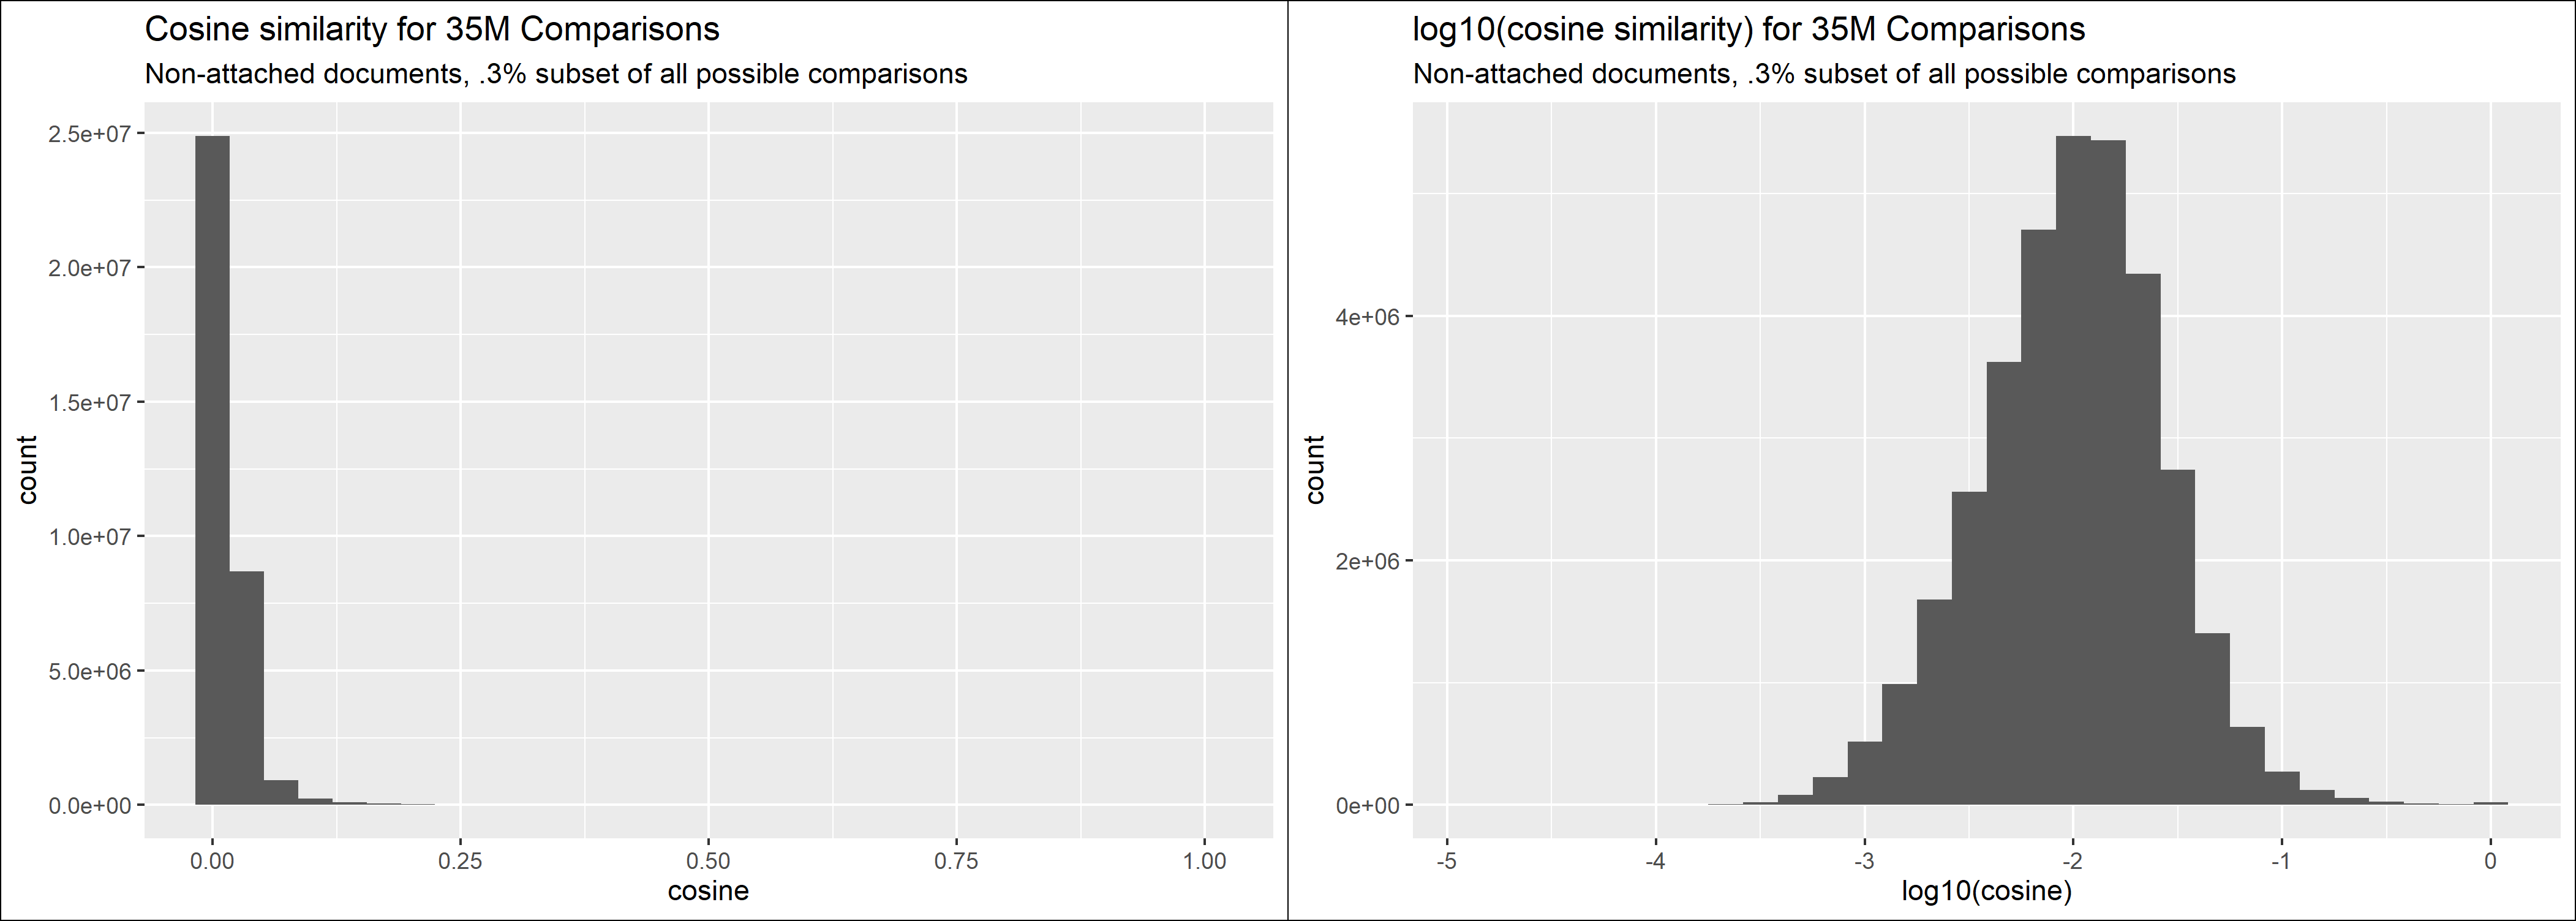 Cosine similarity for 35M Comparisons
Non-attached documents, .3% subset of all possible comparisons
count
2.5e+07
2.0e+07
1.5e+07
1.0e+07
5.0e+06
0.0e+00
0.00 0.25 0.50 0.75 1.00
cosine
log10(cosine similarity) for 35M Comparisons
Non-attached documents, .3% subset of all possible comparisons
count
4e+06
2e+06
0e+00
-5 -4 -3 -2 -1 0
log10(cosine)